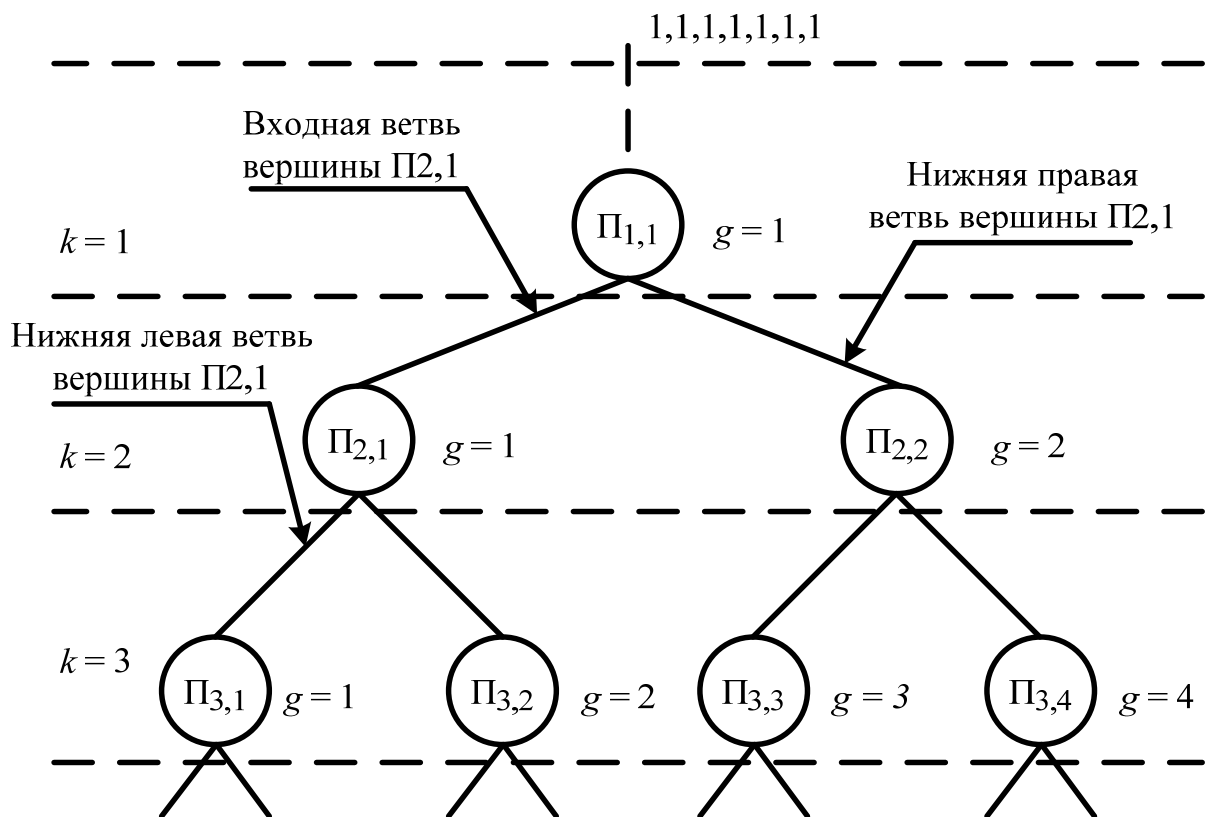 1,1,1,1,1,1,1
Входная ветвь
вершины П2,1
Нижняя правая
ветвь вершины П2,1
k = 1
П1,1
g = 1
Нижняя левая ветвь
вершины П2,1
k = 2
П2,1
g = 1
П2,2
g = 2
k = 3
П3,1
g = 1
П3,2
g = 2
П3,3
g = 3
П3,4
g = 4